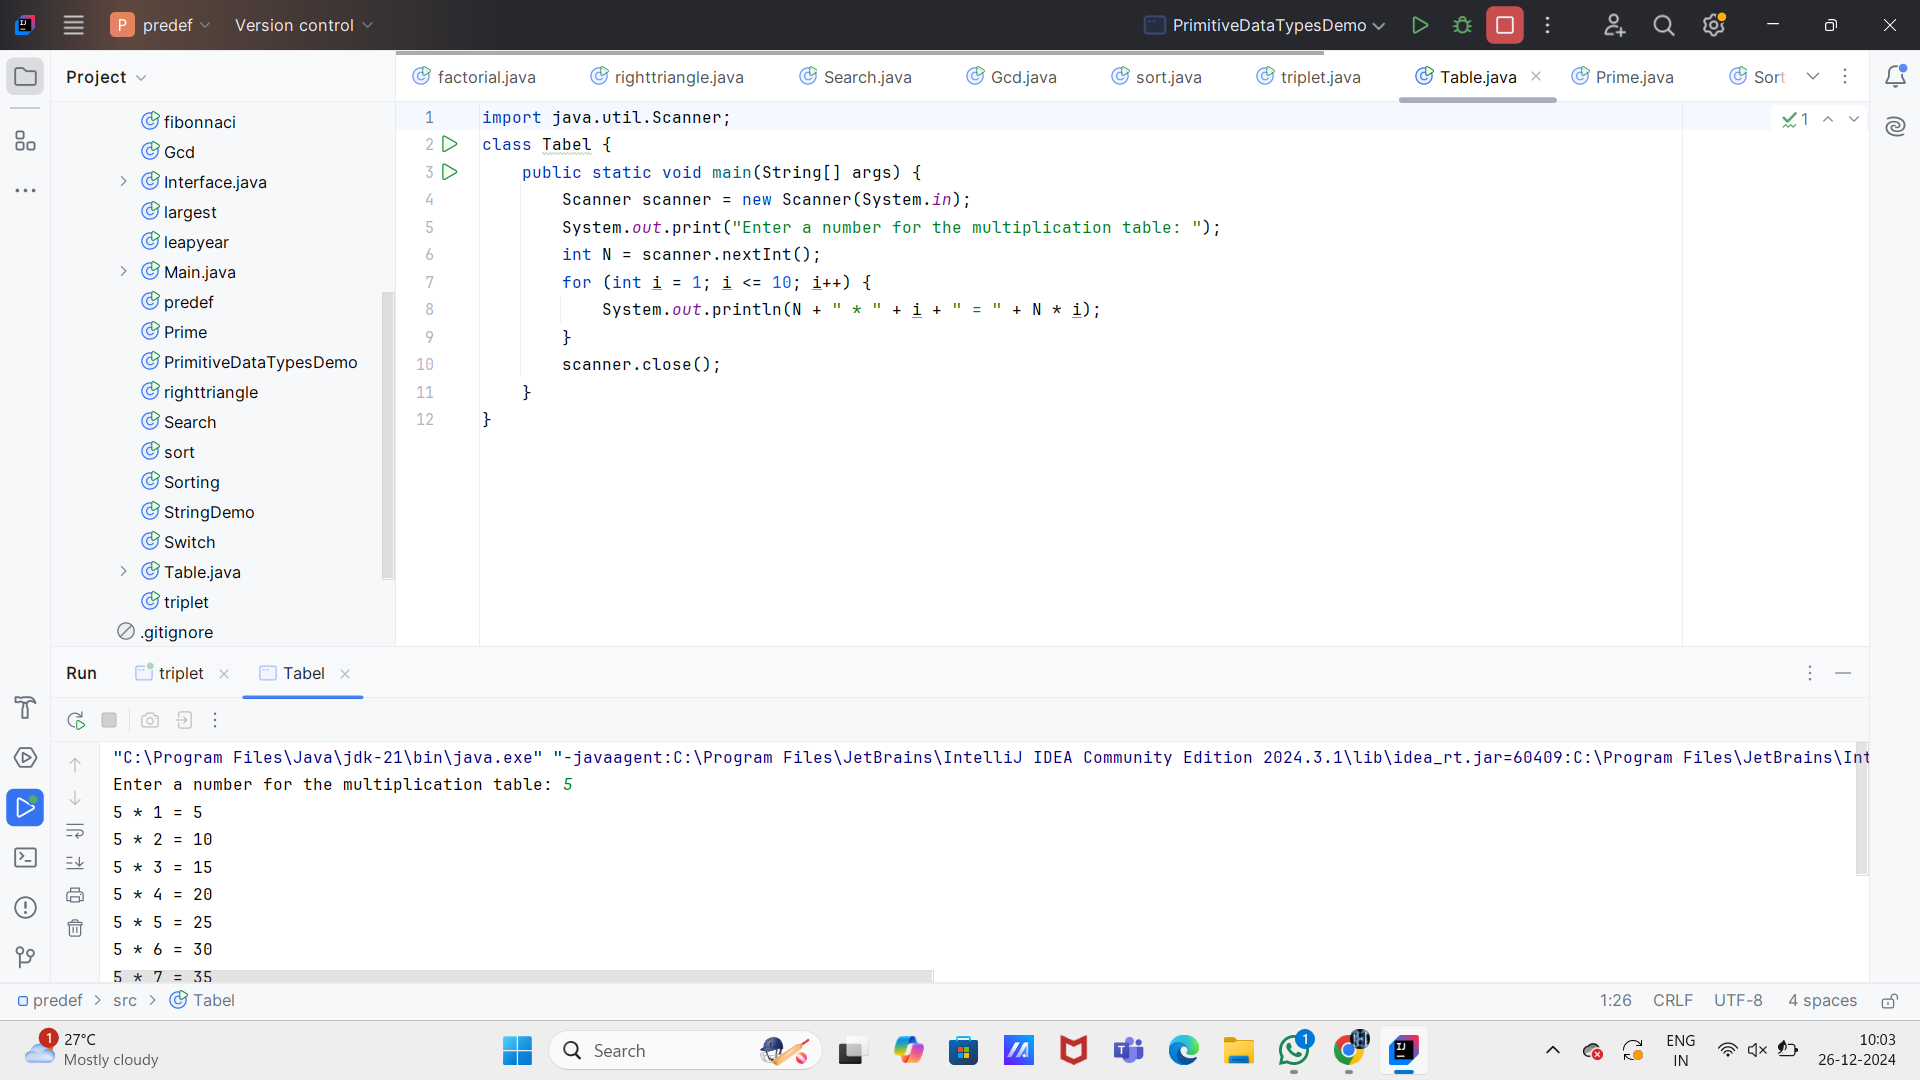 P predef Version control PrimitiveDataTypesDemo
Project
factorial.java righttriangle.java Search.java Gcd.java sort.java triplet.java Table.java Prime.java Sort
fibonnaci
Gcd
Interface.java
largest
leapyear
Main.java
predef
Prime
PrimitiveDataTypesDemo
righttriangle
Search
sort
Sorting
StringDemo
Switch
Table.java
triplet
.gitignore
1 import java.util.Scanner;
2 class Tabel {
3 public static void main(String[] args) {
4 Scanner scanner = new Scanner(System.in);
5 System.out.print("Enter a number for the multiplication table: ");
6 int N = scanner.nextInt();
7 for (int i = 1; i <= 10; i++) {
8 System.out.println(N + " * " + i + " = " + N * i);
9 }
10 scanner.close();
11 }
12 }
1
Run triplet Tabel
"C:\Program Files\Java\jdk-21\bin\java.exe" "-javaagent:C:\Program Files\JetBrains\IntelliJ IDEA Community Edition 2024.3.1\lib\idea_rt.jar=60409:C:\Program Files\JetBrains\Int
Enter a number for the multiplication table: 5
5 * 1 = 5
5 * 2 = 10
5 * 3 = 15
5 * 4 = 20
5 * 5 = 25
5 * 6 = 30
5 * 7 = 35
predef > src > Tabel 1:26 CRLF UTF-8 4 spaces
1 27°C
Mostly cloudy
Search
1
ENG
IN
10:03
26-12-2024